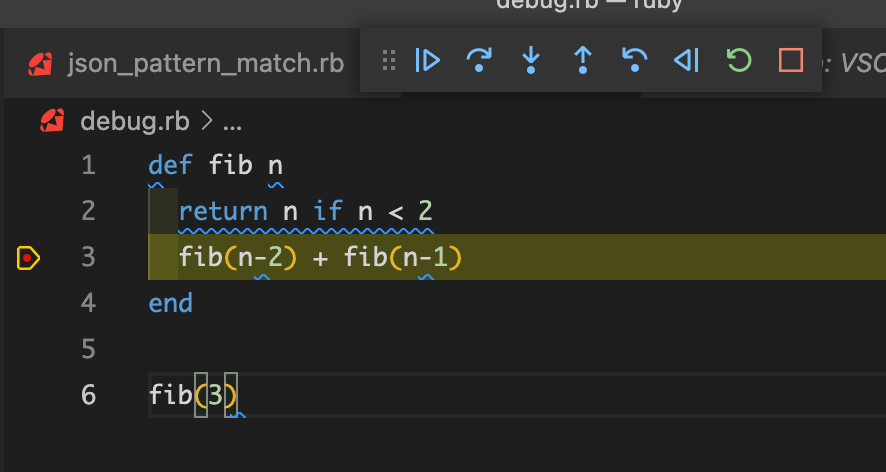 debug.rb — ruby
json_pattern_match.rb
: VSC
debug.rb > ...
1 def fib n
2 return n if n < 2
3 fib(n-2) + fib(n-1)
4 end
5
6 fib(3)